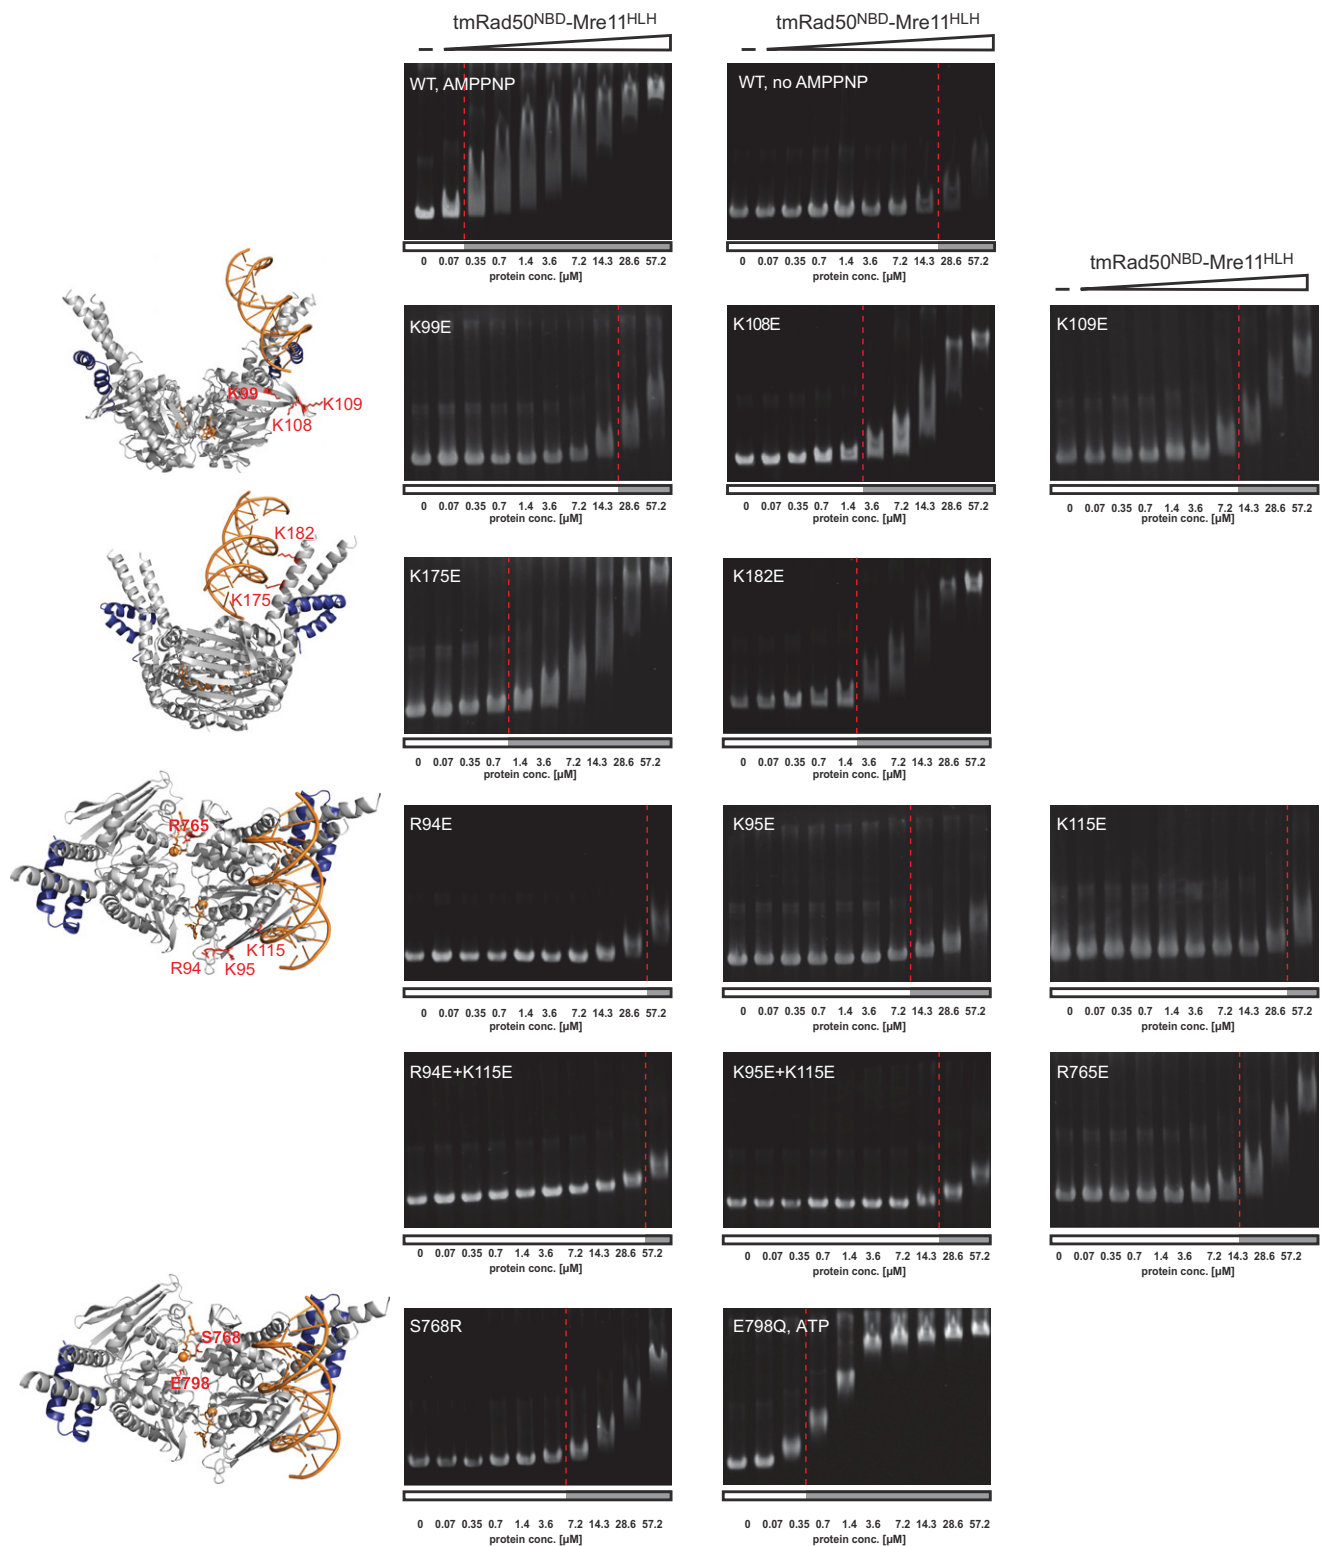 tmRad50NBD-Mre11HLH
tmRad50NBD-Mre11HLH
WT, AMPPNP
WT, no AMPPNP
0 0.07 0.35 0.7 1.4 3.6 7.2 14.3 28.6 57.2
protein conc. [µM]
0 0.07 0.35 0.7 1.4 3.6 7.2 14.3 28.6 57.2
protein conc. [µM]
tmRad50NBD-Mre11HLH
K99
K109
K108
K99E
K108E
K109E
0 0.07 0.35 0.7 1.4 3.6 7.2 14.3 28.6 57.2
protein conc. [µM]
0 0.07 0.35 0.7 1.4 3.6 7.2 14.3 28.6 57.2
protein conc. [µM]
0 0.07 0.35 0.7 1.4 3.6 7.2 14.3 28.6 57.2
protein conc. [µM]
K182
K175
K175E
K182E
0 0.07 0.35 0.7 1.4 3.6 7.2 14.3 28.6 57.2
protein conc. [µM]
0 0.07 0.35 0.7 1.4 3.6 7.2 14.3 28.6 57.2
protein conc. [µM]
R765
K115
R94
K95
R94E
K95E
K115E
0 0.07 0.35 0.7 1.4 3.6 7.2 14.3 28.6 57.2
protein conc. [µM]
0 0.07 0.35 0.7 1.4 3.6 7.2 14.3 28.6 57.2
protein conc. [µM]
0 0.07 0.35 0.7 1.4 3.6 7.2 14.3 28.6 57.2
protein conc. [µM]
R94E+K115E
K95E+K115E
R765E
0 0.07 0.35 0.7 1.4 3.6 7.2 14.3 28.6 57.2
protein conc. [µM]
0 0.07 0.35 0.7 1.4 3.6 7.2 14.3 28.6 57.2
protein conc. [µM]
0 0.07 0.35 0.7 1.4 3.6 7.2 14.3 28.6 57.2
protein conc. [µM]
S768
E798
S768R
E798Q, ATP
0 0.07 0.35 0.7 1.4 3.6 7.2 14.3 28.6 57.2
protein conc. [µM]
0 0.07 0.35 0.7 1.4 3.6 7.2 14.3 28.6 57.2
protein conc. [µM]